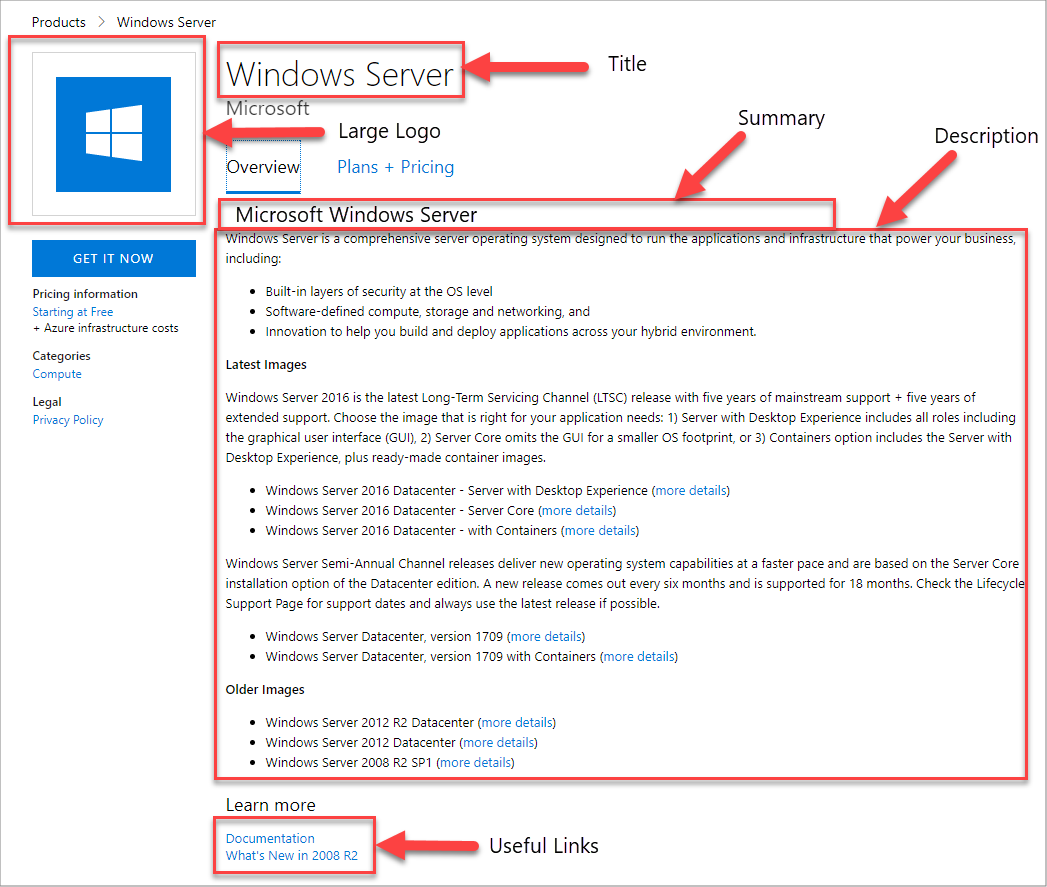 Products > Windows Server
Windows Server
Title
Microsoft
Large Logo
Summary
Description
Overview
Plans + Pricing
Microsoft Windows Server
GET IT NOW
Pricing information
Starting at Free
+ Azure infrastructure costs
Categories
Compute
Legal
Privacy Policy
Windows Server is a comprehensive server operating system designed to run the applications and infrastructure that power your business,
including:
• Built-in layers of security at the OS level
• Software-defined compute, storage and networking, and
• Innovation to help you build and deploy applications across your hybrid environment.
Latest Images
Windows Server 2016 is the latest Long-Term Servicing Channel (LTSC) release with five years of mainstream support + five years of
extended support. Choose the image that is right for your application needs: 1) Server with Desktop Experience includes all roles including
the graphical user interface (GUI), 2) Server Core omits the GUI for a smaller OS footprint, or 3) Containers option includes the Server with
Desktop Experience, plus ready-made container images.
• Windows Server 2016 Datacenter - Server with Desktop Experience (more details)
• Windows Server 2016 Datacenter - Server Core (more details)
• Windows Server 2016 Datacenter - with Containers (more details)
Windows Server Semi-Annual Channel releases deliver new operating system capabilities at a faster pace and are based on the Server Core
installation option of the Datacenter edition. A new release comes out every six months and is supported for 18 months. Check the Lifecycle
Support Page for support dates and always use the latest release if possible.
• Windows Server Datacenter, version 1709 (more details)
• Windows Server Datacenter, version 1709 with Containers (more details)
Older Images
• Windows Server 2012 R2 Datacenter (more details)
• Windows Server 2012 Datacenter (more details)
• Windows Server 2008 R2 SP1 (more details)
Learn more
Documentation
What's New in 2008 R2
Useful Links